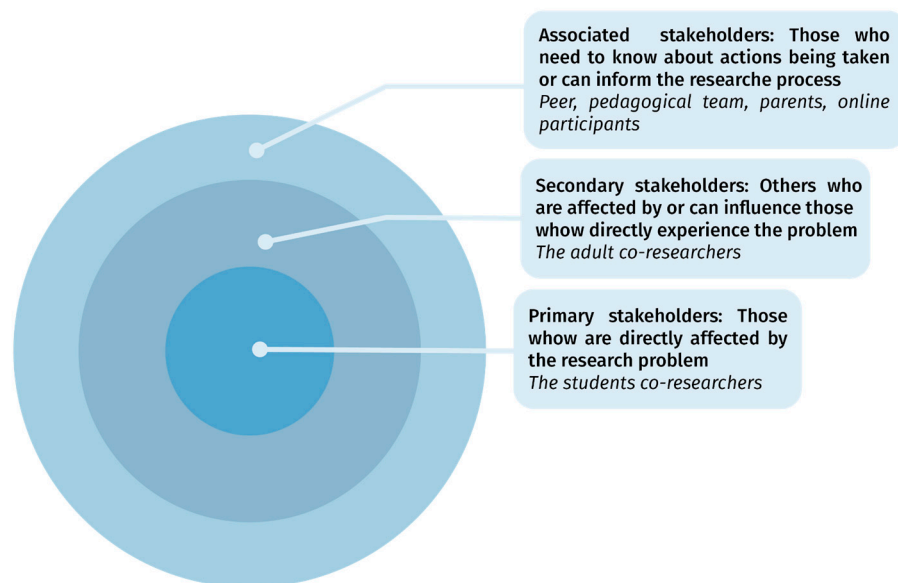 Associated stakeholders: Those who
need to know about actions being taken
or can inform the researche process
Peer, pedagogical team, parents, online
participants
Secondary stakeholders: Others who
are affected by or can influence those
whow directly experience the problem
The adult co-researchers
Primary stakeholders: Those
whow are directly affected by
the research problem
The students co-researchers